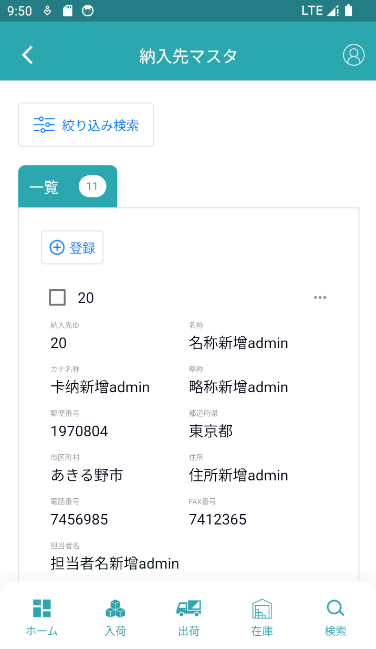 9:50 LTE
納入先マスタ
絞り込み検索
一覧 11
登録
20
納入先ID 名称
20 名称新増admin
カナ名称 略称
卡纳新增admin 略称新増admin
郵便番号 都道府県
1970804 東京都
市区町村 住所
あきる野市 住所新増admin
電話番号 FAX番号
7456985 7412365
担当者名
担当者名新増admin
ホーム 入荷 出荷 在庫 検索